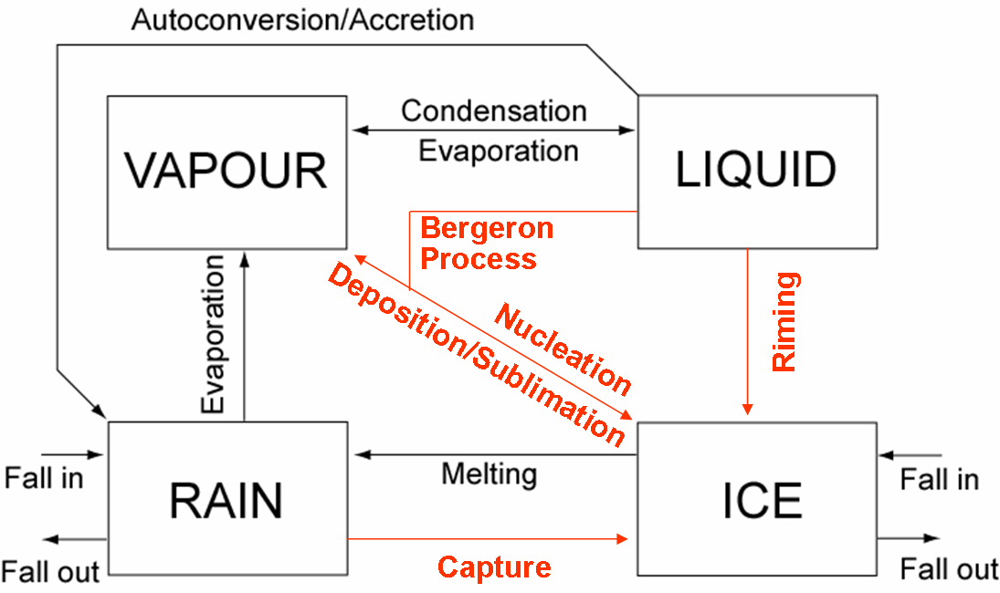 Autoconversion/Accretion
VAPOUR
Condensation
Evaporation
LIQUID
Bergeron
Process
Nucleation
Deposition/Sublimation
Riming
Evaporation
Fall in
RAIN
Fall out
Melting
Capture
ICE
Fall in
Fall out